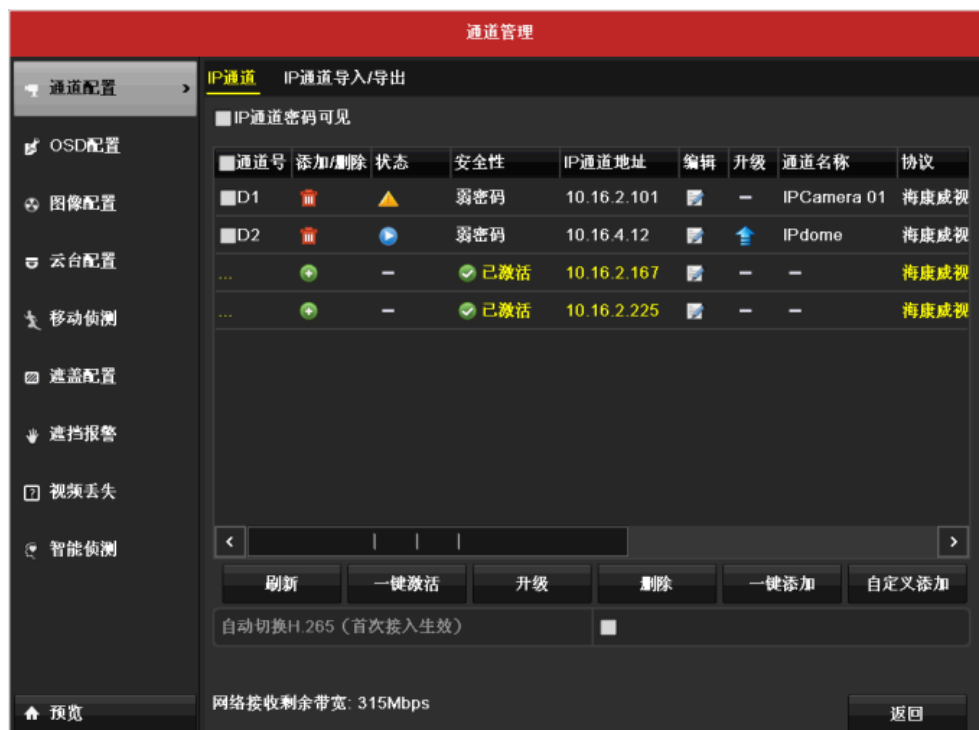 通道管理
通道配置
OSD配置
图像配置
云台配置
移动侦测
遮盖配置
遮挡报警
视频丢失
智能侦测
预览
IP通道 IP通道导入/导出
IP通道密码可见
通道号 添加/删除 状态 安全性 IP通道地址 编辑 升级 通道名称 协议
D1 弱密码 10.16.2.101 – IPCamera 01 海康威视
D2 弱密码 10.16.4.12 IPdome 海康威视
... – 已激活 10.16.2.167 – – 海康威视
... – 已激活 10.16.2.225 – – 海康威视
刷新 一键激活 升级 删除 一键添加 自定义添加
自动切换H.265（首次接入生效）
网络接收剩余带宽: 315Mbps
返回